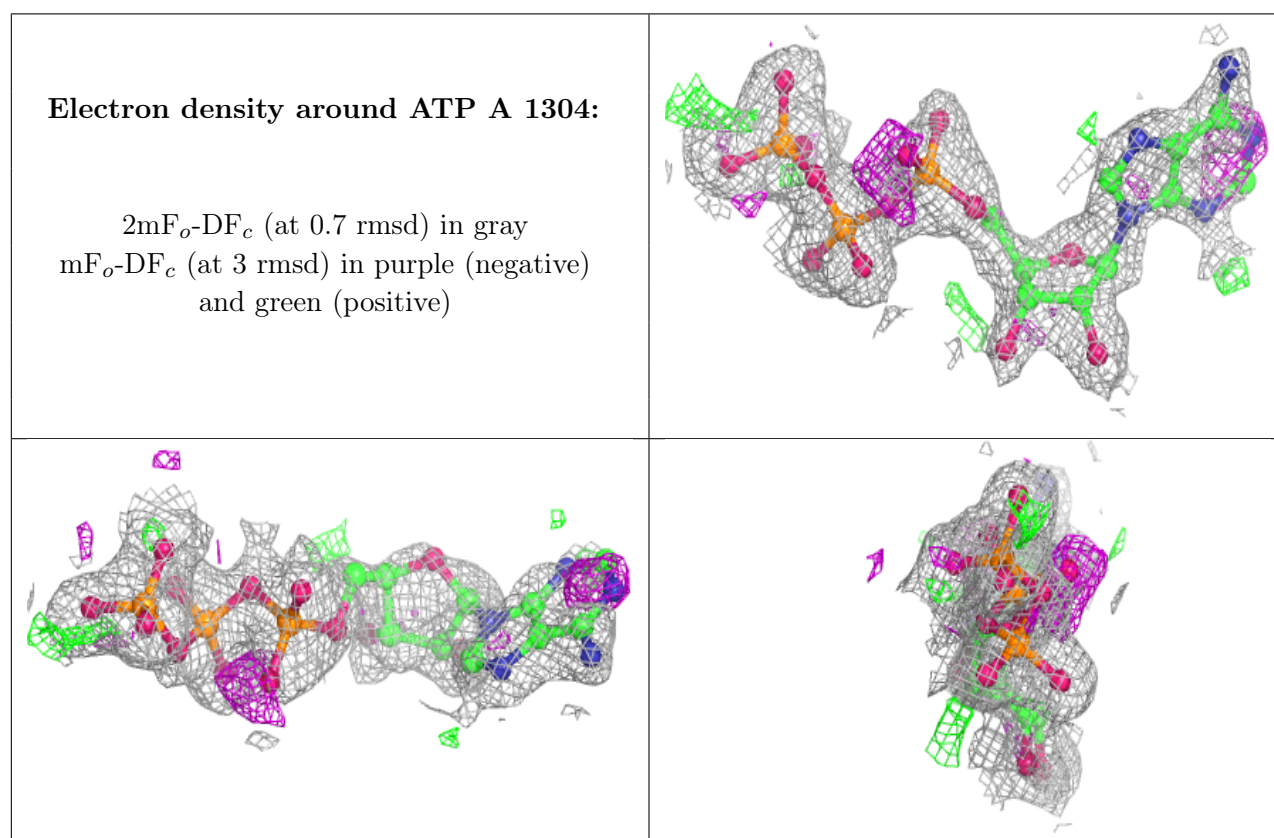 Electron density around ATP A 1304:
2mFo-DFc (at 0.7 rmsd) in gray
mFo-DFc (at 3 rmsd) in purple (negative)
and green (positive)